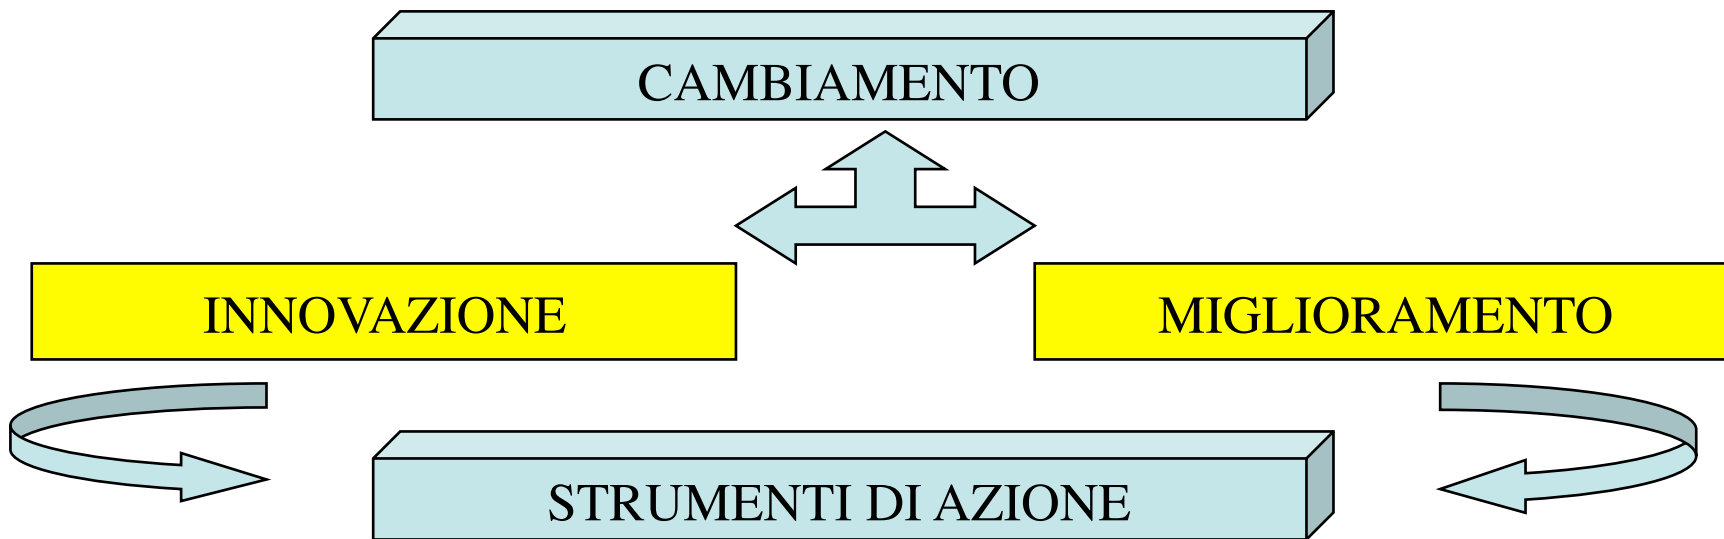 CAMBIAMENTO
INNOVAZIONE
MIGLIORAMENTO
STRUMENTI DI AZIONE